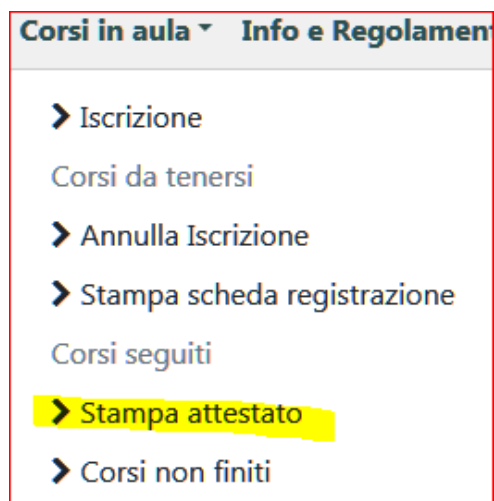 Corsi in aula Info e Regolamen
Iscrizione
Corsi da tenersi
Annulla Iscrizione
Stampa scheda registrazione
Corsi seguiti
Stampa attestato
Corsi non finiti